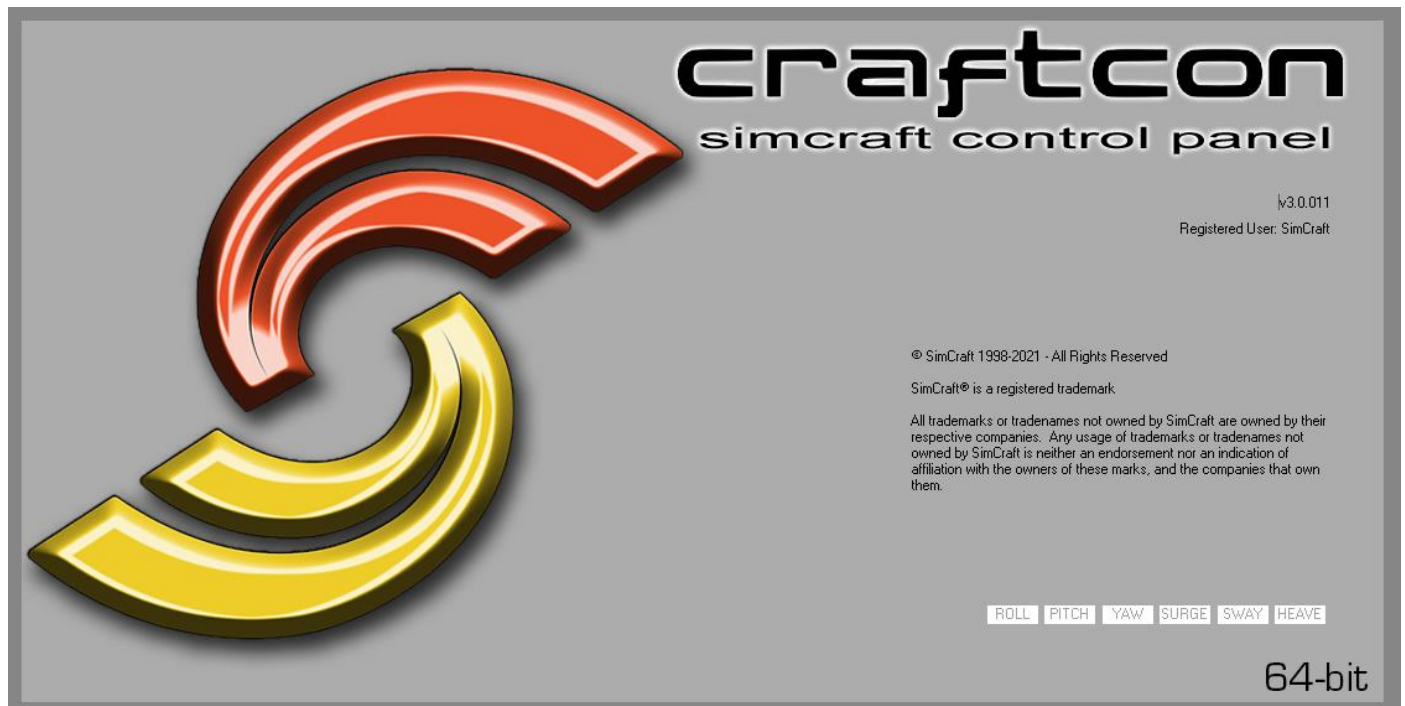 craftcon
simcraft control panel
v3.0.011
Registered User: SimCraft
© SimCraft 1998-2021 - All Rights Reserved
SimCraft® is a registered trademark
All trademarks or tradenames not owned by SimCraft are owned by their
respective companies.  Any usage of trademarks or tradenames not
owned by SimCraft is neither an endorsement nor an indication of
affiliation with the owners of these marks, and the companies that own
them.
ROLL PITCH YAW SURGE SWAY HEAVE
64-bit